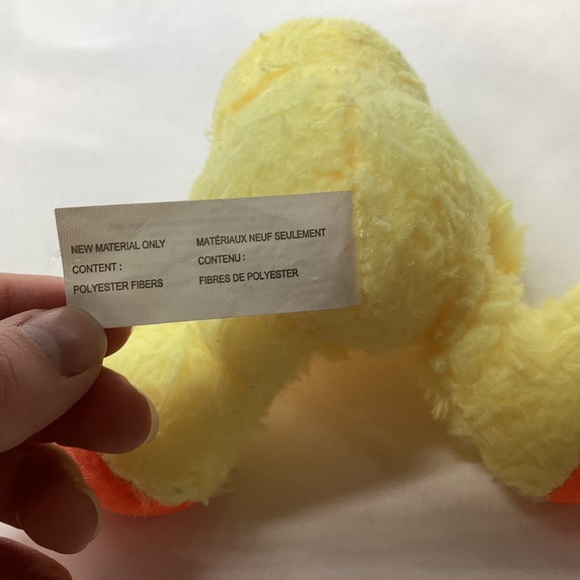 NEW MATERIAL ONLY
CONTENT :
POLYESTER FIBERS
MATÉRIAUX NEUF SEULEMENT
CONTENU :
FIBRES DE POLYESTER